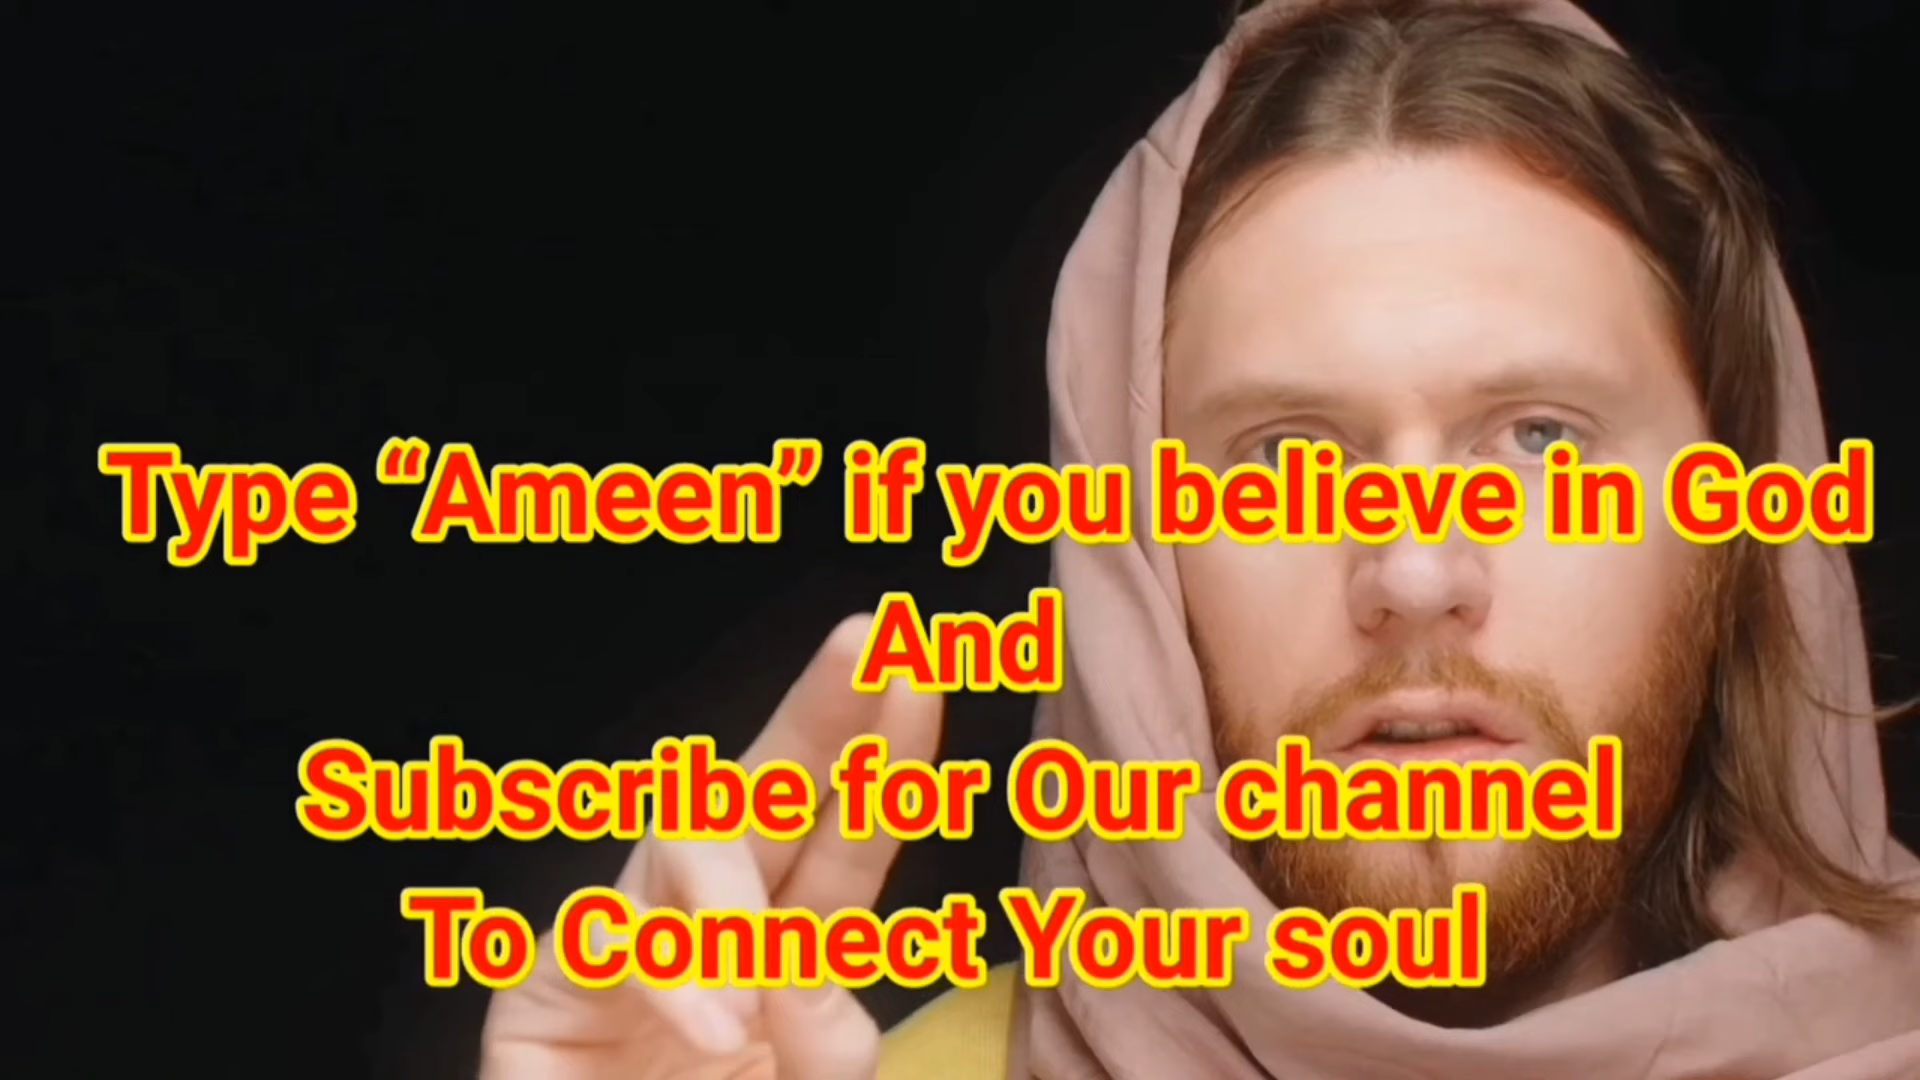 Type “Ameen” if you believe in God
And
Subscribe for Our channel
To Connect Your soul